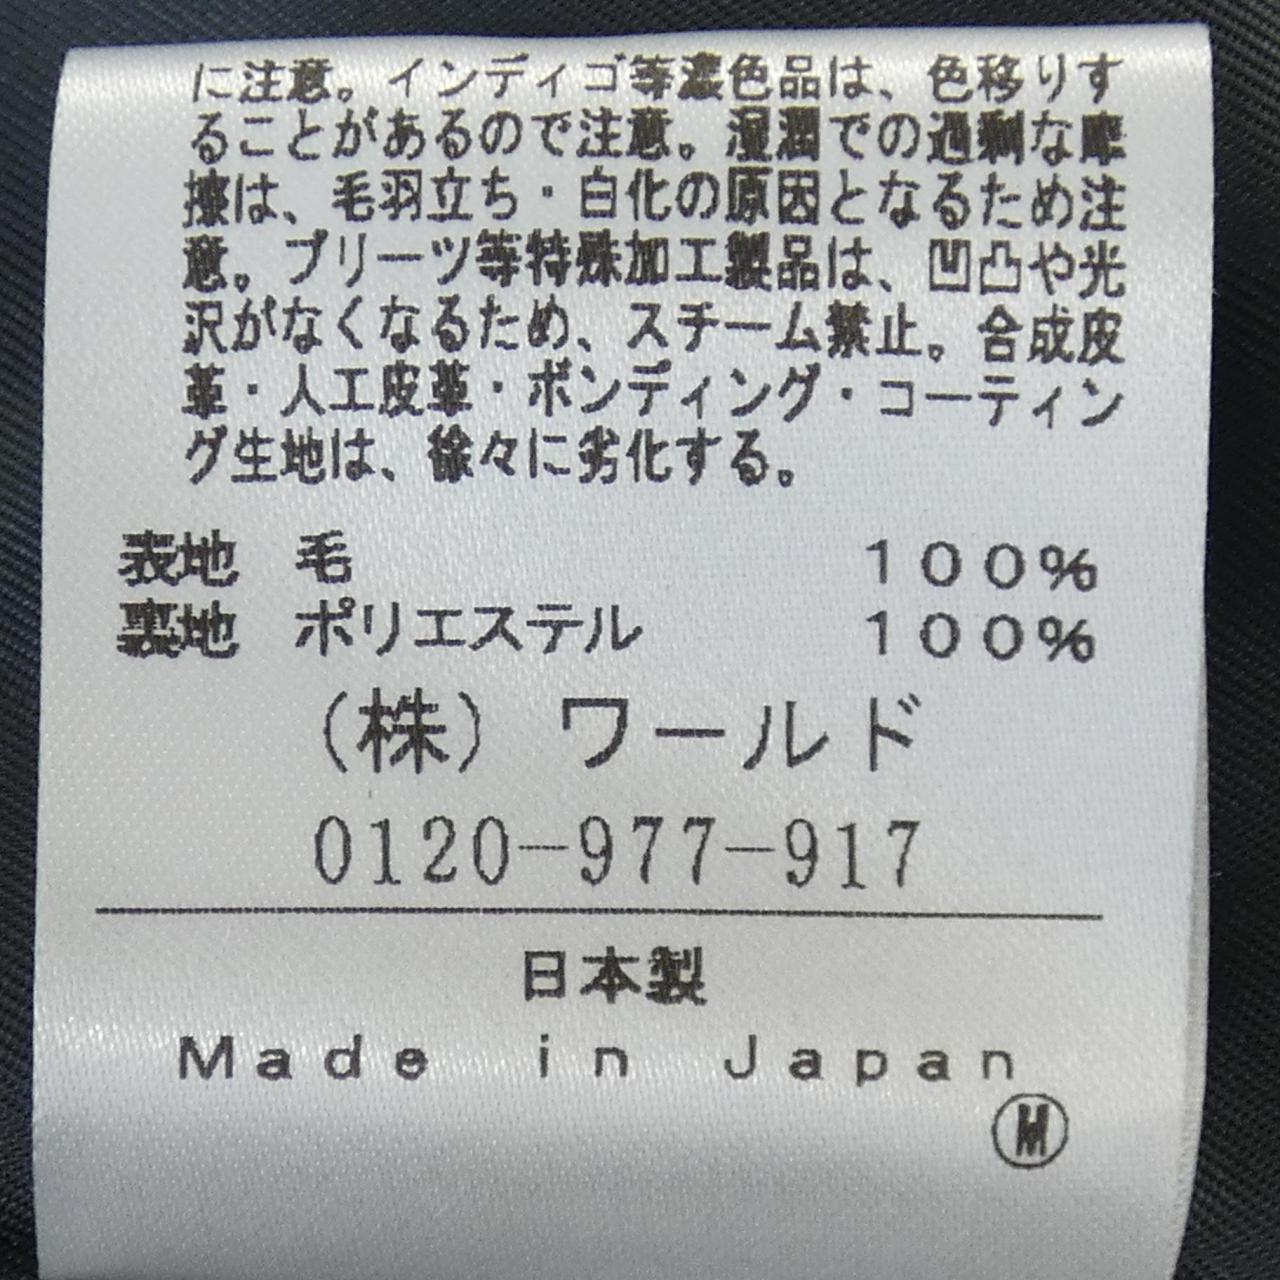 に注意。インディゴ等濃色品は、色移りす
ることがあるので注意。湿潤での過剰な摩
擦は、毛羽立ち・白化の原因となるため注
意。プリーツ等特殊加工製品は、凹凸や光
沢がなくなるため、スチーム禁止。合成皮
革・人工皮革・ボンディング・コーティン
グ生地は、徐々に劣化する。
表地　毛　100%
裏地　ポリエステル　100%
(株) ワールド
0120-977-917
日本製
Made in Japan
Ⓜ